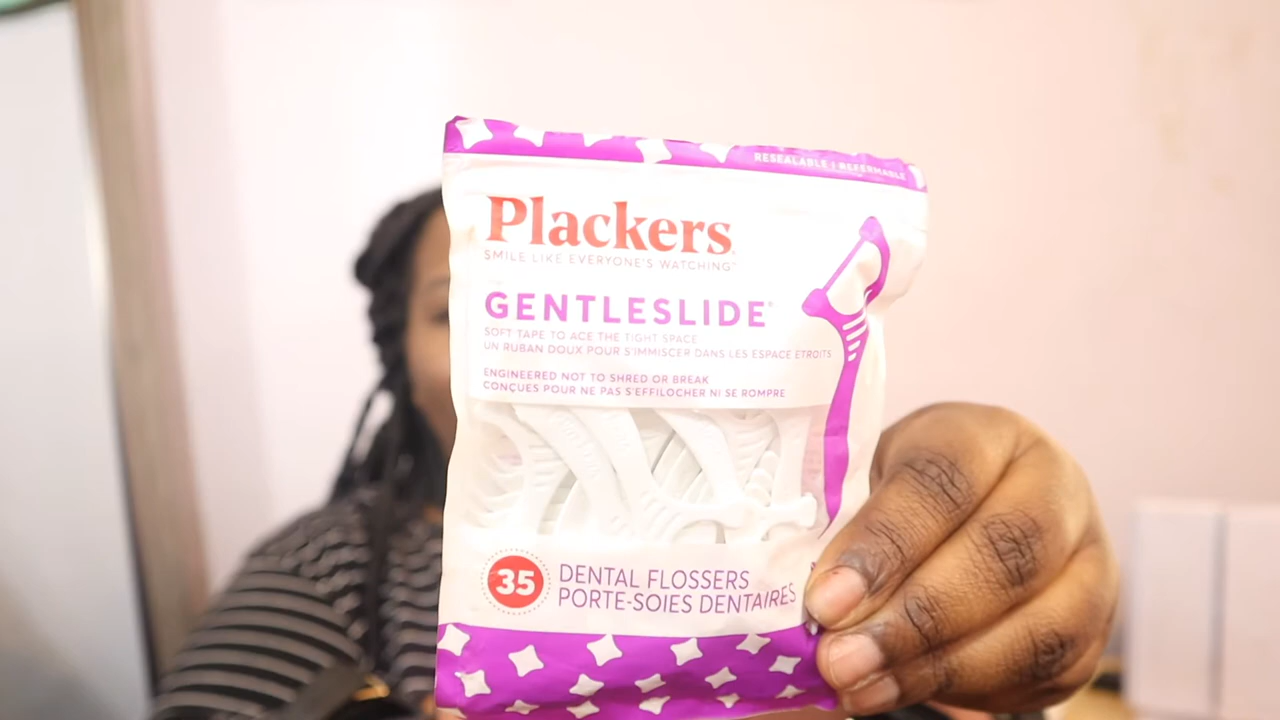 RESEALABLE | REFERMABLE
Plackers
SMILE LIKE EVERYONE'S WATCHING
GENTLESLIDE®
SOFT TAPE TO ACE THE TIGHT SPACE
UN RUBAN DOUX POUR S'IMMISCER DANS LES ESPACE ÉTROITS
ENGINEERED NOT TO SHRED OR BREAK
CONÇUES POUR NE PAS S'EFFILOCHER NI SE ROMPRE
35
DENTAL FLOSSERS
PORTE-SOIES DENTAIRES